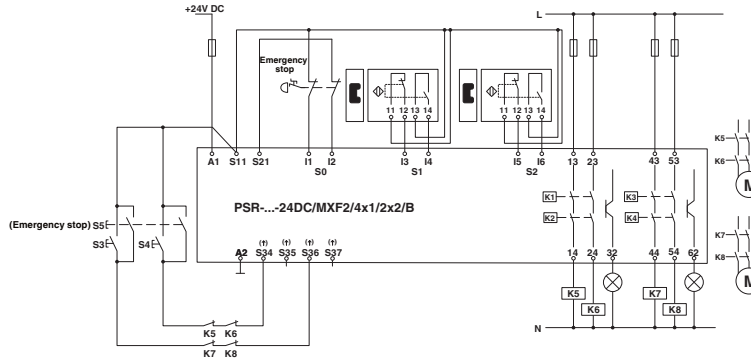 +24V DC
L
Emergency
stop
11 12 13 14
11 12 13 14
K5
K6
M
A1 S11 S21 I1 I2 I3 I4 I5 I6 13 23 43 53
S0 S1 S2
PSR-...-24DC/MXF2/4x1/2x2/B
K1 K3
K2 K4
(Emergency stop) S5
S3 S4
K7
K8
M
A2 S34 S35 S36 S37 14 24 32 44 54 62
(↑) (↑) (↑) (↑)
K5 K7
K6 K8
N
K5 K6
K7 K8